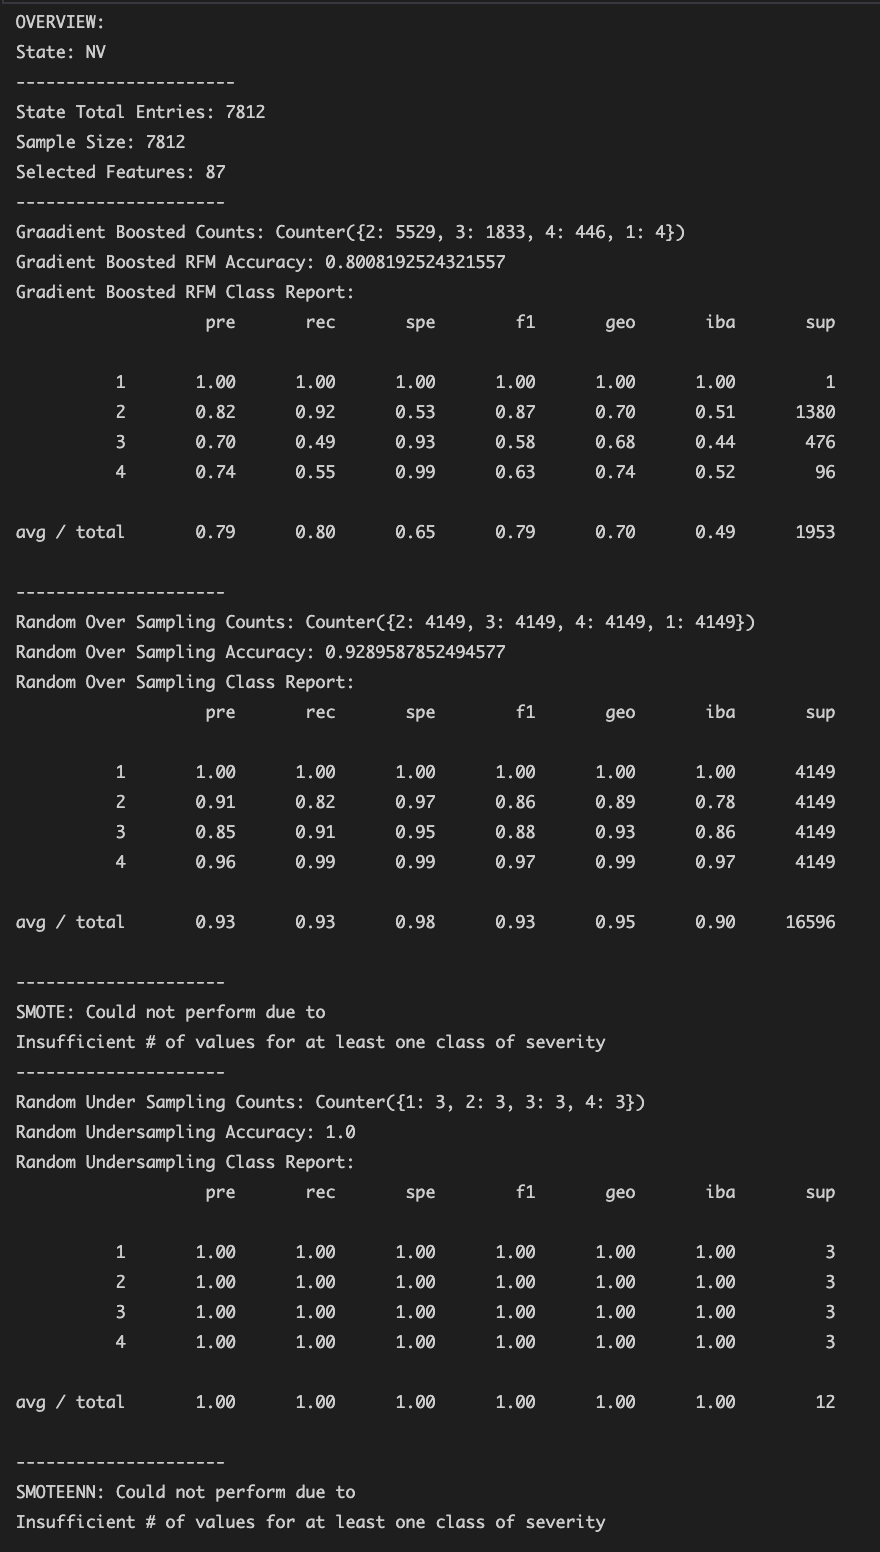 OVERVIEW:
State: NV
----------------------
State Total Entries: 7812
Sample Size: 7812
Selected Features: 87
---------------------
Graadient Boosted Counts: Counter({2: 5529, 3: 1833, 4: 446, 1: 4})
Gradient Boosted RFM Accuracy: 0.8008192524321557
Gradient Boosted RFM Class Report:
pre rec spe f1 geo iba sup
1 1.00 1.00 1.00 1.00 1.00 1.00 1
2 0.82 0.92 0.53 0.87 0.70 0.51 1380
3 0.70 0.49 0.93 0.58 0.68 0.44 476
4 0.74 0.55 0.99 0.63 0.74 0.52 96
avg / total 0.79 0.80 0.65 0.79 0.70 0.49 1953
---------------------
Random Over Sampling Counts: Counter({2: 4149, 3: 4149, 4: 4149, 1: 4149})
Random Over Sampling Accuracy: 0.9289587852494577
Random Over Sampling Class Report:
pre rec spe f1 geo iba sup
1 1.00 1.00 1.00 1.00 1.00 1.00 4149
2 0.91 0.82 0.97 0.86 0.89 0.78 4149
3 0.85 0.91 0.95 0.88 0.93 0.86 4149
4 0.96 0.99 0.99 0.97 0.99 0.97 4149
avg / total 0.93 0.93 0.98 0.93 0.95 0.90 16596
---------------------
SMOTE: Could not perform due to
Insufficient # of values for at least one class of severity
---------------------
Random Under Sampling Counts: Counter({1: 3, 2: 3, 3: 3, 4: 3})
Random Undersampling Accuracy: 1.0
Random Undersampling Class Report:
pre rec spe f1 geo iba sup
1 1.00 1.00 1.00 1.00 1.00 1.00 3
2 1.00 1.00 1.00 1.00 1.00 1.00 3
3 1.00 1.00 1.00 1.00 1.00 1.00 3
4 1.00 1.00 1.00 1.00 1.00 1.00 3
avg / total 1.00 1.00 1.00 1.00 1.00 1.00 12
---------------------
SMOTEENN: Could not perform due to
Insufficient # of values for at least one class of severity